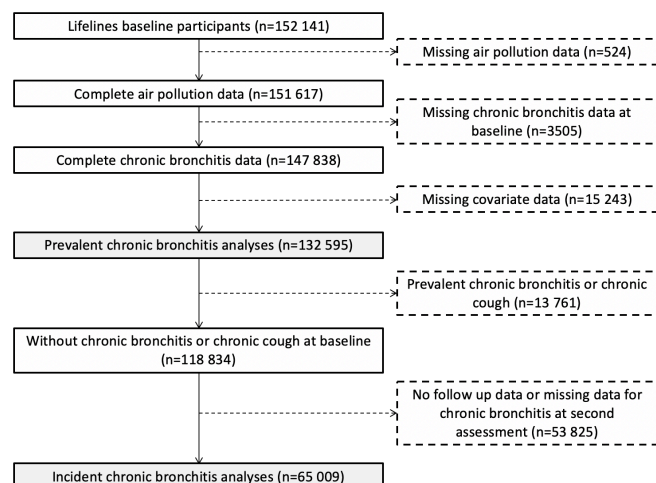 Lifelines baseline participants (n=152 141)
Missing air pollution data (n=524)
Complete air pollution data (n=151 617)
Missing chronic bronchitis data at
baseline (n=3505)
Complete chronic bronchitis data (n=147 838)
Missing covariate data (n=15 243)
Prevalent chronic bronchitis analyses (n=132 595)
Prevalent chronic bronchitis or chronic
cough (n=13 761)
Without chronic bronchitis or chronic cough at baseline
(n=118 834)
No follow up data or missing data for
chronic bronchitis at second
assessment (n=53 825)
Incident chronic bronchitis analyses (n=65 009)